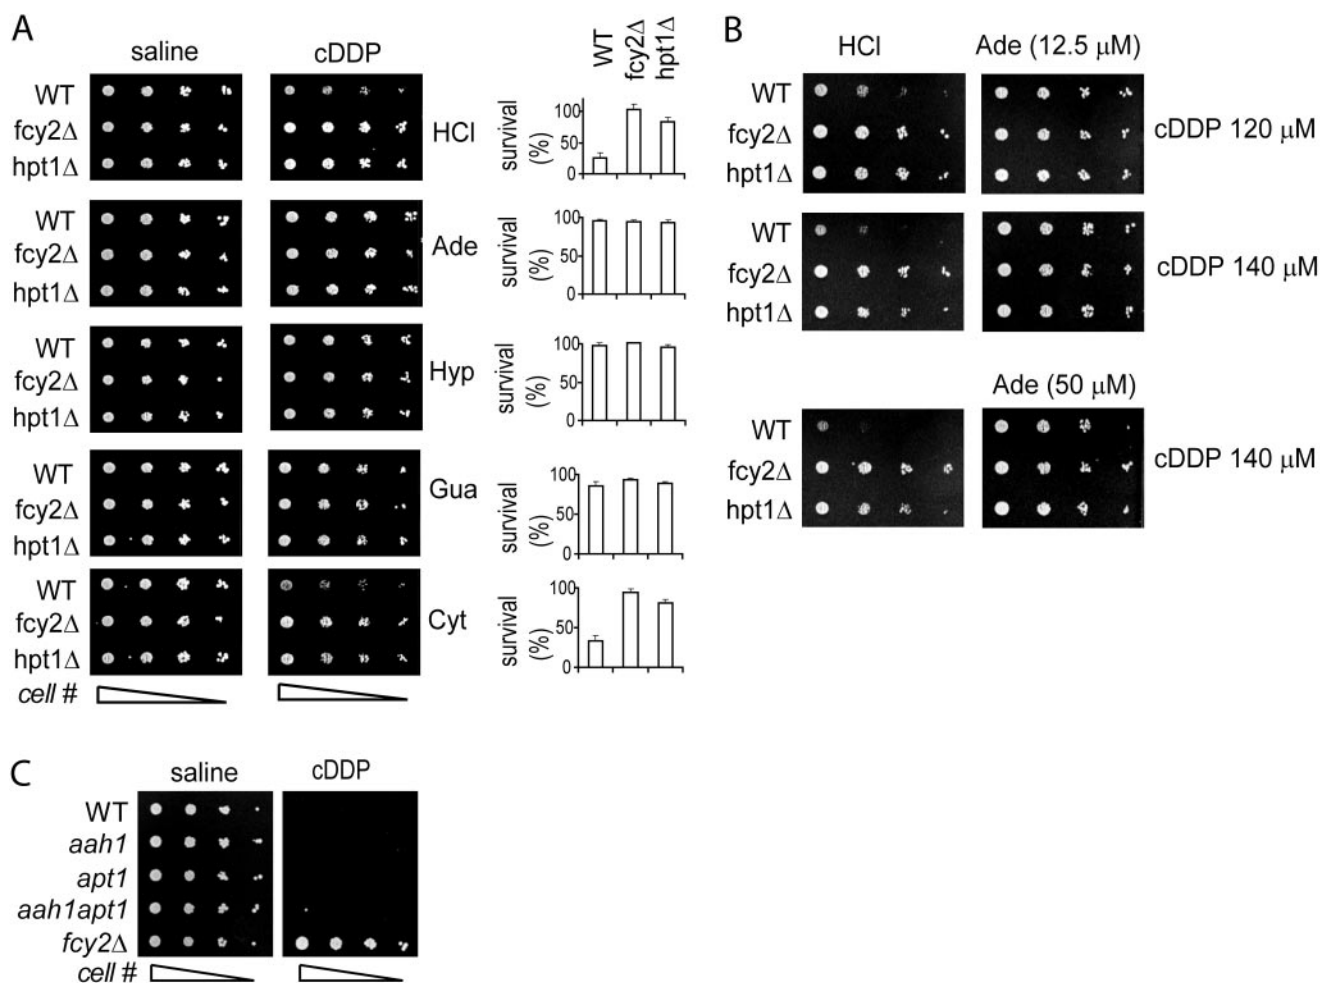 A
saline
cDDP
WT
fcy2Δ
hpt1Δ
WT
fcy2Δ
hpt1Δ
HCl
survival
(%)
100
50
0
WT
fcy2Δ
hpt1Δ
Ade
survival
(%)
100
50
0
WT
fcy2Δ
hpt1Δ
Hyp
survival
(%)
100
50
0
WT
fcy2Δ
hpt1Δ
Gua
survival
(%)
100
50
0
WT
fcy2Δ
hpt1Δ
Cyt
survival
(%)
100
50
0
cell #
B
HCl
Ade (12.5 μM)
WT
fcy2Δ
hpt1Δ
cDDP 120 μM
WT
fcy2Δ
hpt1Δ
cDDP 140 μM
Ade (50 μM)
WT
fcy2Δ
hpt1Δ
cDDP 140 μM
C
saline
cDDP
WT
aah1
apt1
aah1apt1
fcy2Δ
cell #